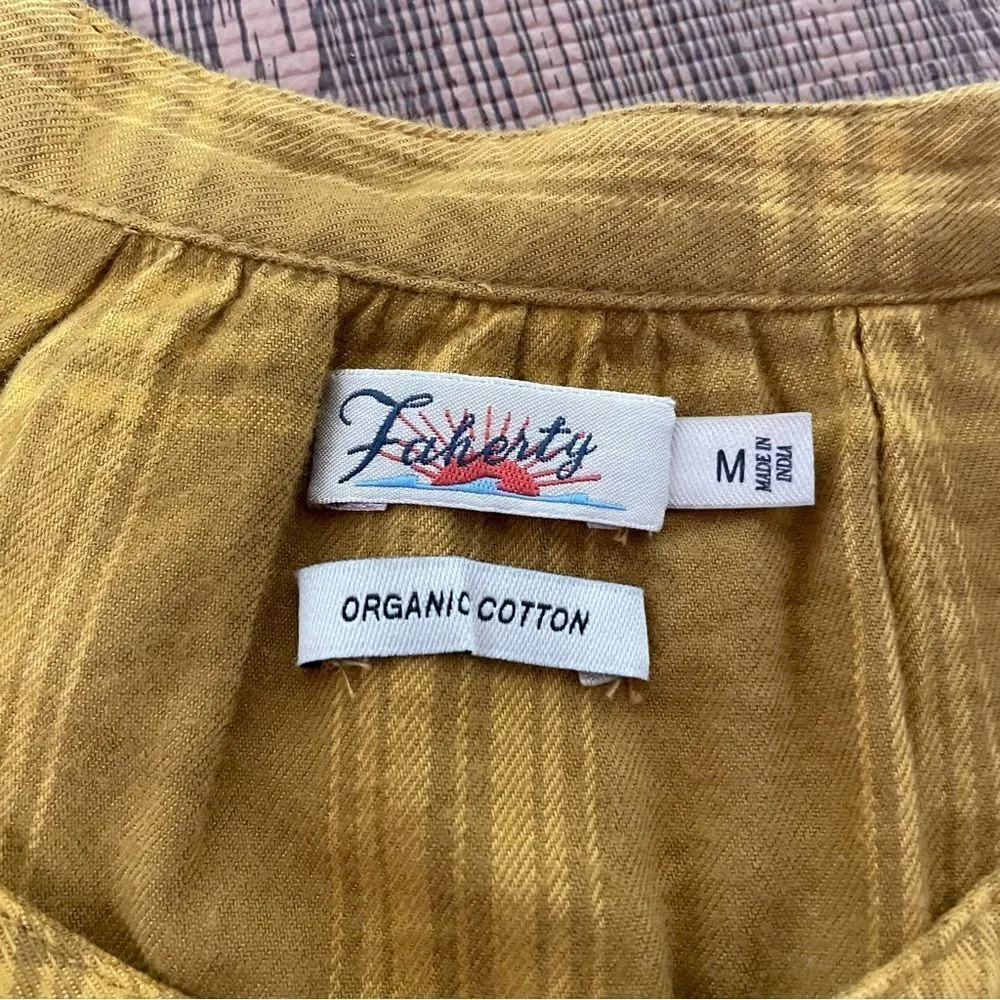 Faherty
M
MADE IN
INDIA
ORGANIC COTTON